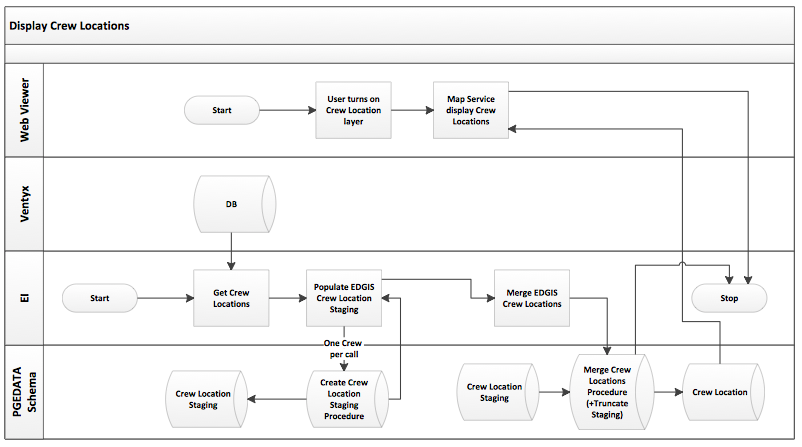 Display Crew Locations
Web Viewer
Start
User turns on
Crew Location
layer
Map Service
display Crew
Locations
Ventyx
DB
EI
Start
Get Crew
Locations
Populate EDGIS
Crew Location
Staging
Merge EDGIS
Crew Locations
Stop
One Crew
per call
PGEDATA
Schema
Crew Location
Staging
Create Crew
Location
Staging
Procedure
Crew Location
Staging
Merge Crew
Locations
Procedure
(+Truncate
Staging)
Crew Location